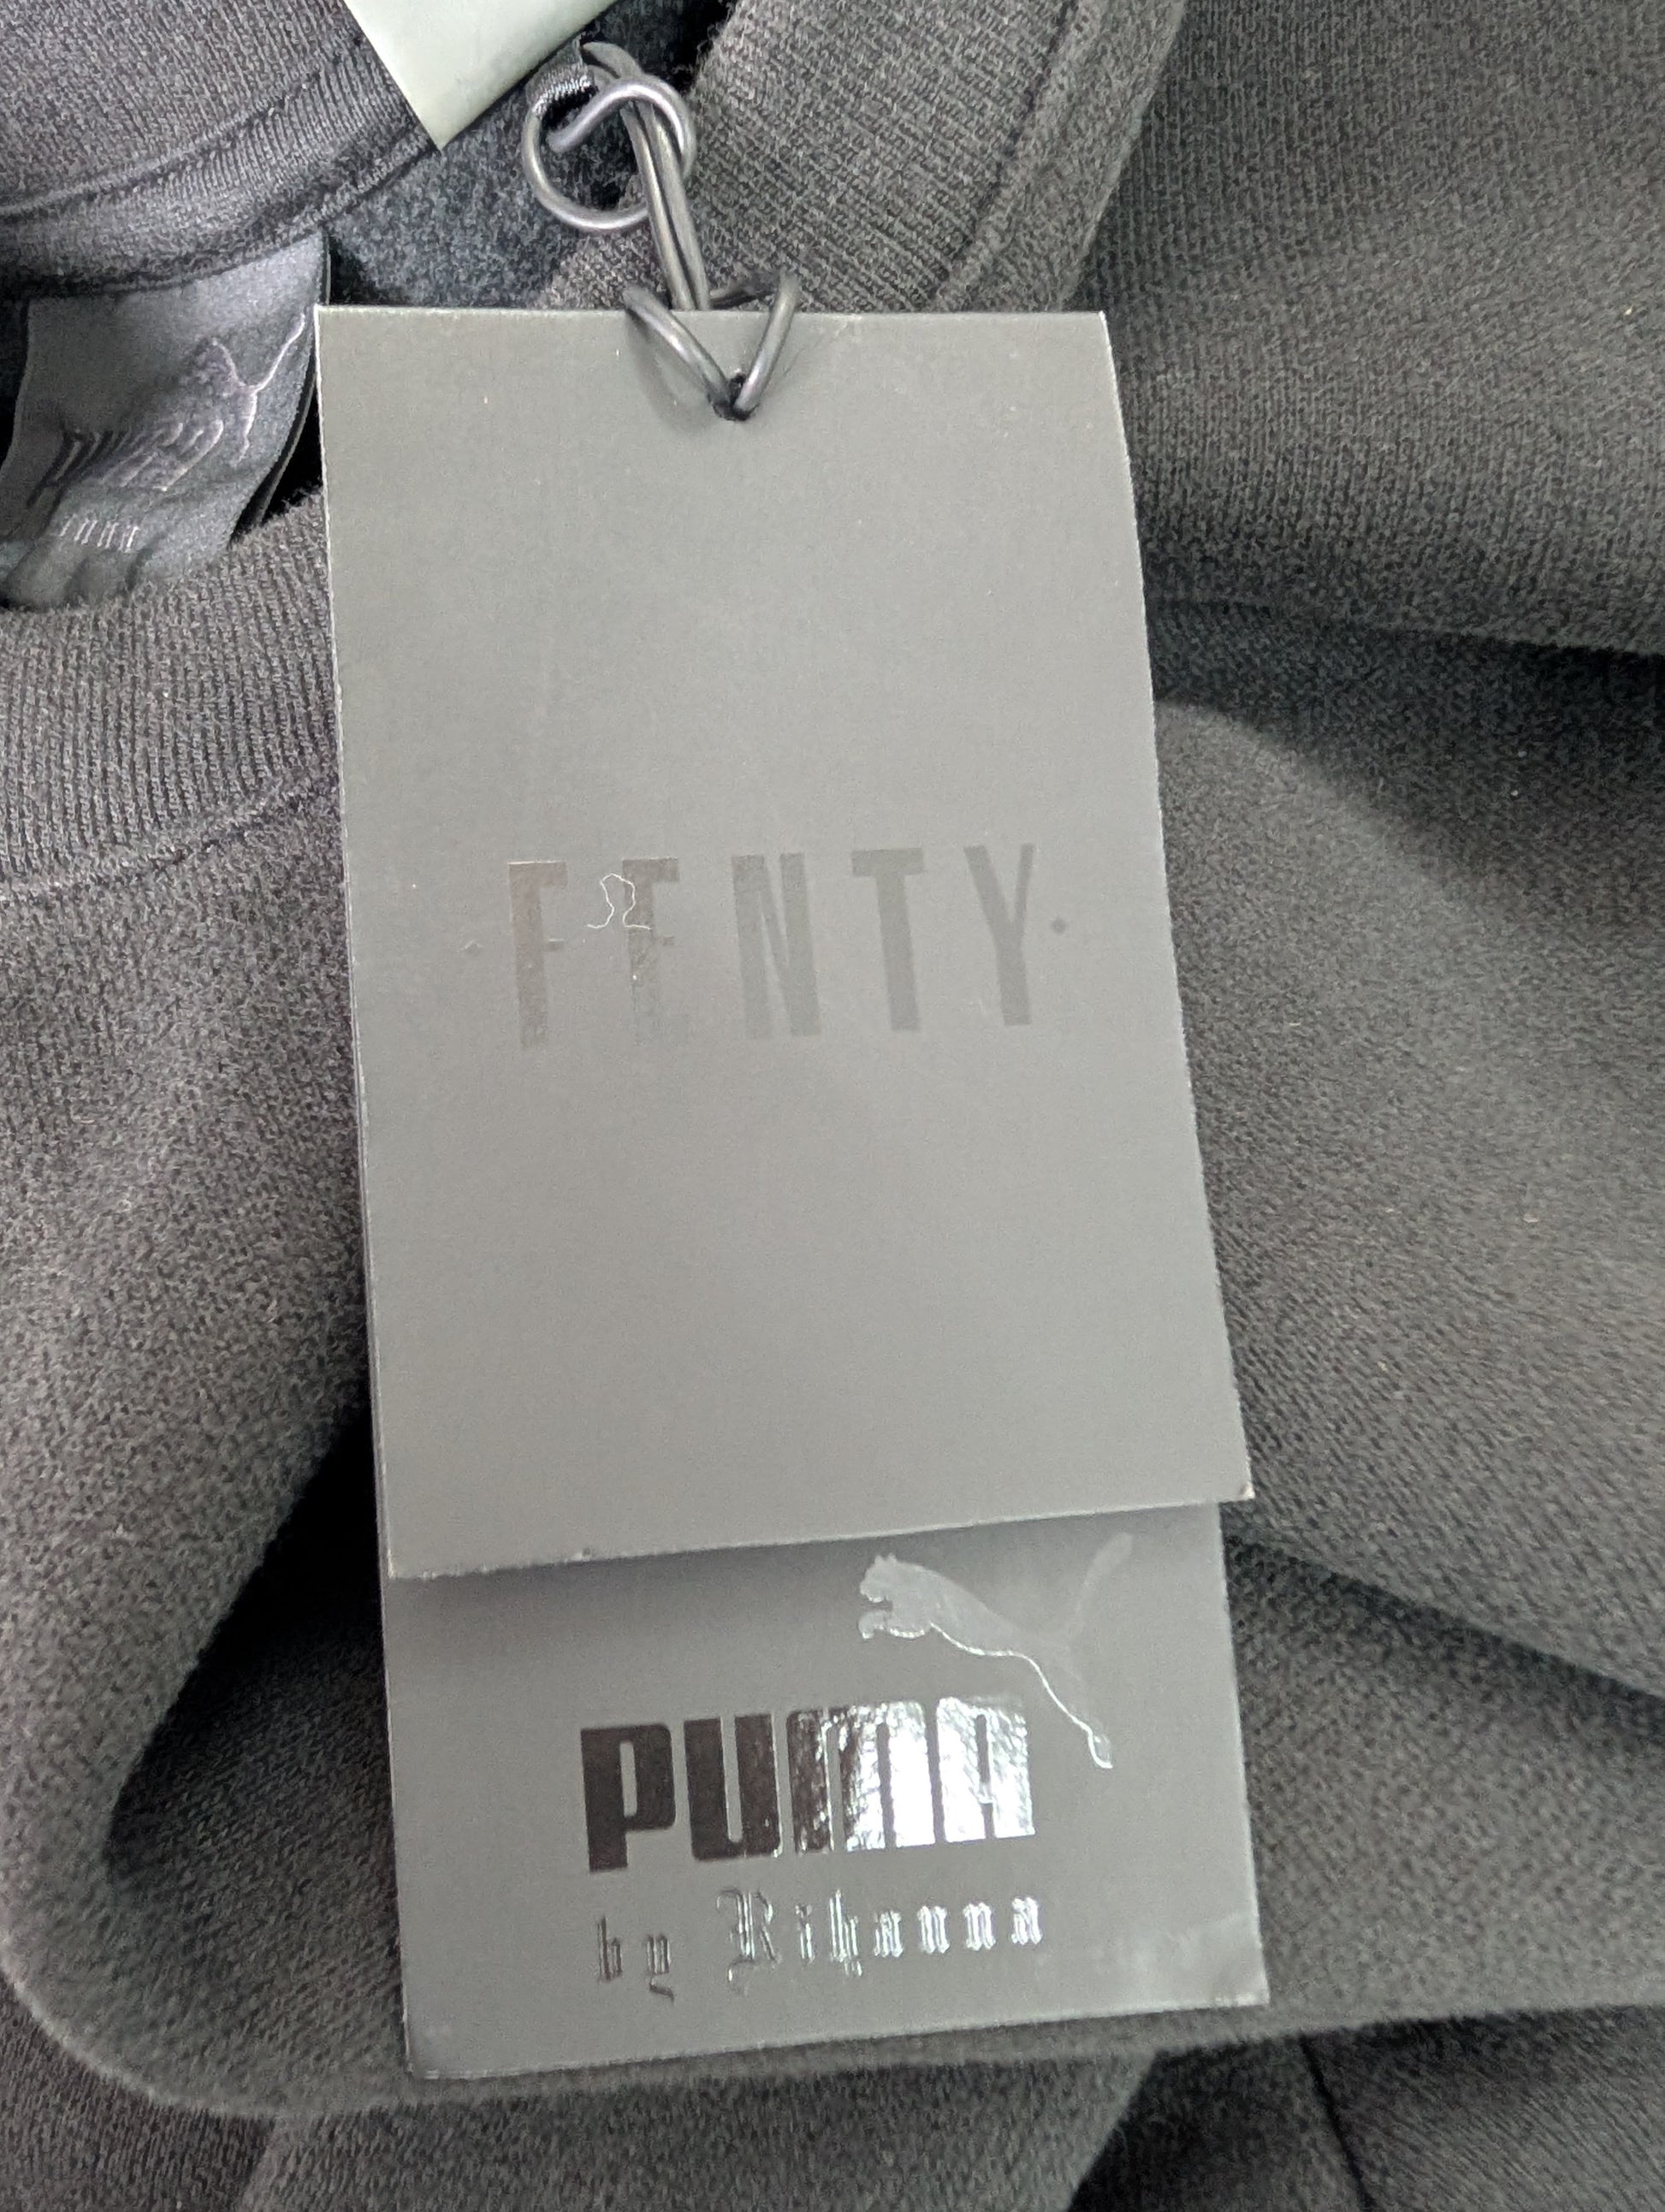 · FENTY ·
PUMA
by Rihanna